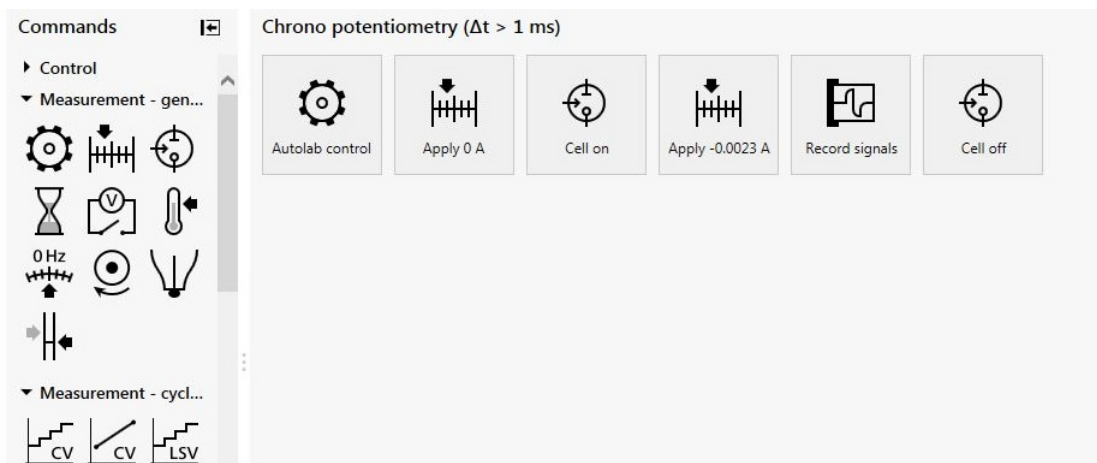 Commands
Control
Measurement - gen...
V
0 Hz
Measurement - cycl...
CV
CV
LSV
Chrono potentiometry (Δt > 1 ms)
Autolab control
Apply 0 A
Cell on
Apply -0.0023 A
Record signals
Cell off